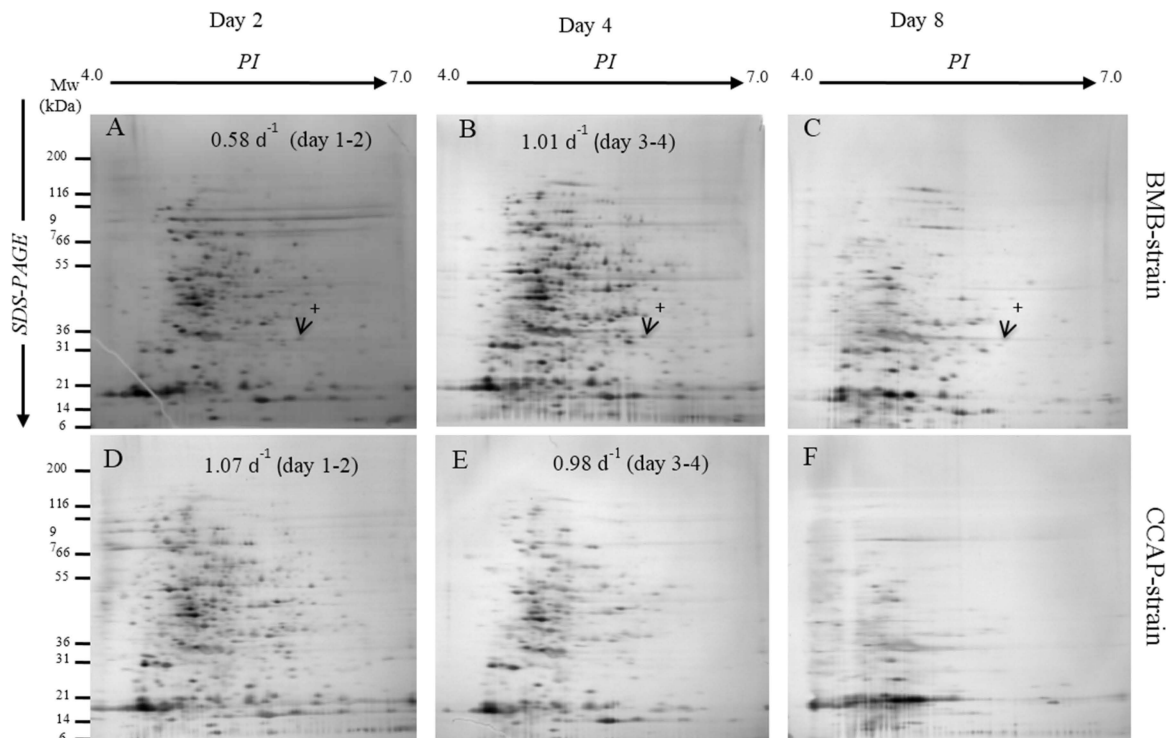 Day 2 Day 4 Day 8
4.0 PI 7.0 4.0 PI 7.0 4.0 PI 7.0
Mw
(kDa)
SDS-PAGE
A 0.58 d-1 (day 1-2) B 1.01 d-1 (day 3-4) C
200
116
9
7
66
55
36
31
21
14
6
+ + +
BMB-strain
D 1.07 d-1 (day 1-2) E 0.98 d-1 (day 3-4) F
200
116
9
7
66
55
36
31
21
14
6
CCAP-strain